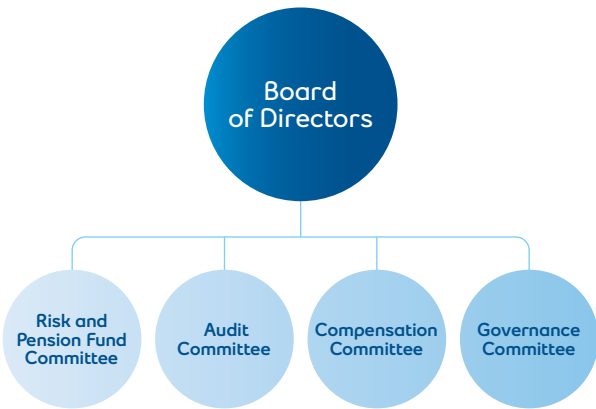 Board
of Directors
Risk and
Pension Fund
Committee
Audit
Committee
Compensation
Committee
Governance
Committee